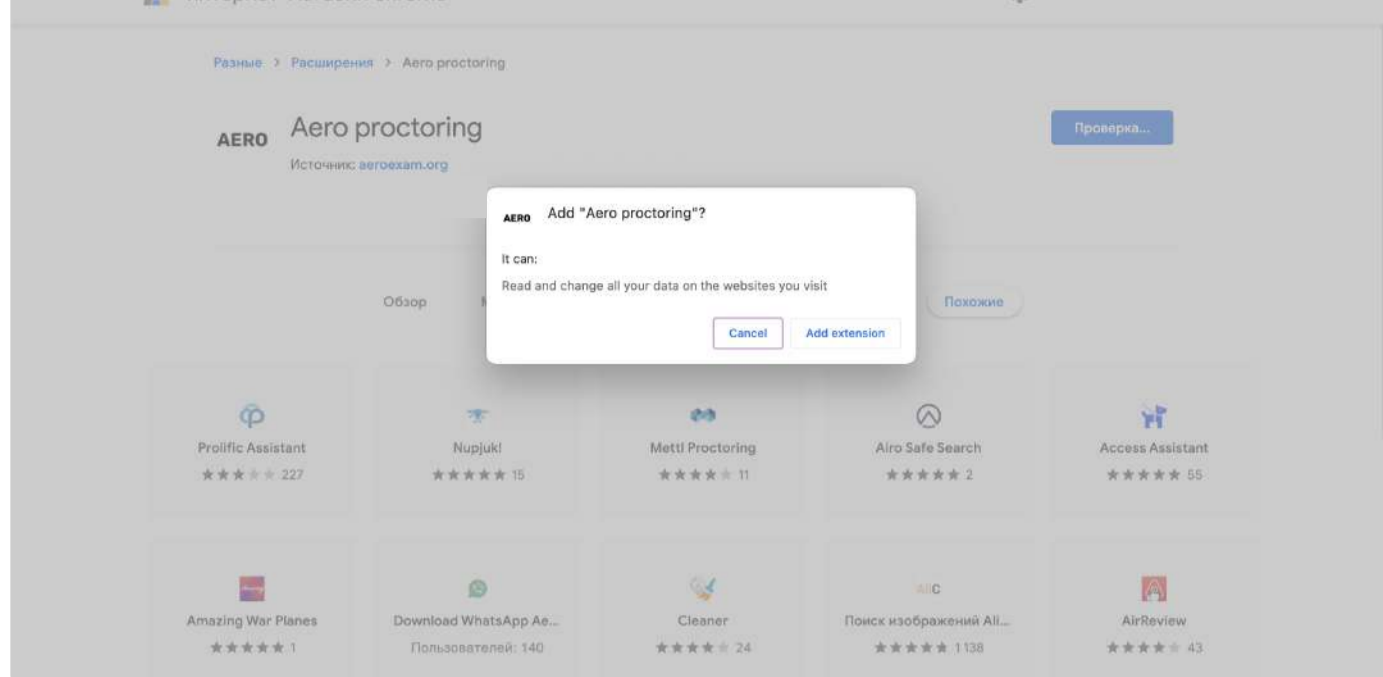 Разные > Расширения > Aero proctoring
AERO
Aero proctoring
Источник: aeroexam.org
Проверка...
AERO
Add "Aero proctoring"?
It can:
Read and change all your data on the websites you visit
Cancel
Add extension
Обзор
Похожие
Prolific Assistant
227
Nupjuk!
15
Mettl Proctoring
11
Airo Safe Search
2
Access Assistant
55
Amazing War Planes
1
Download WhatsApp Ae...
Пользователей: 140
Cleaner
24
Поиск изображений Ali...
1 138
AirReview
43